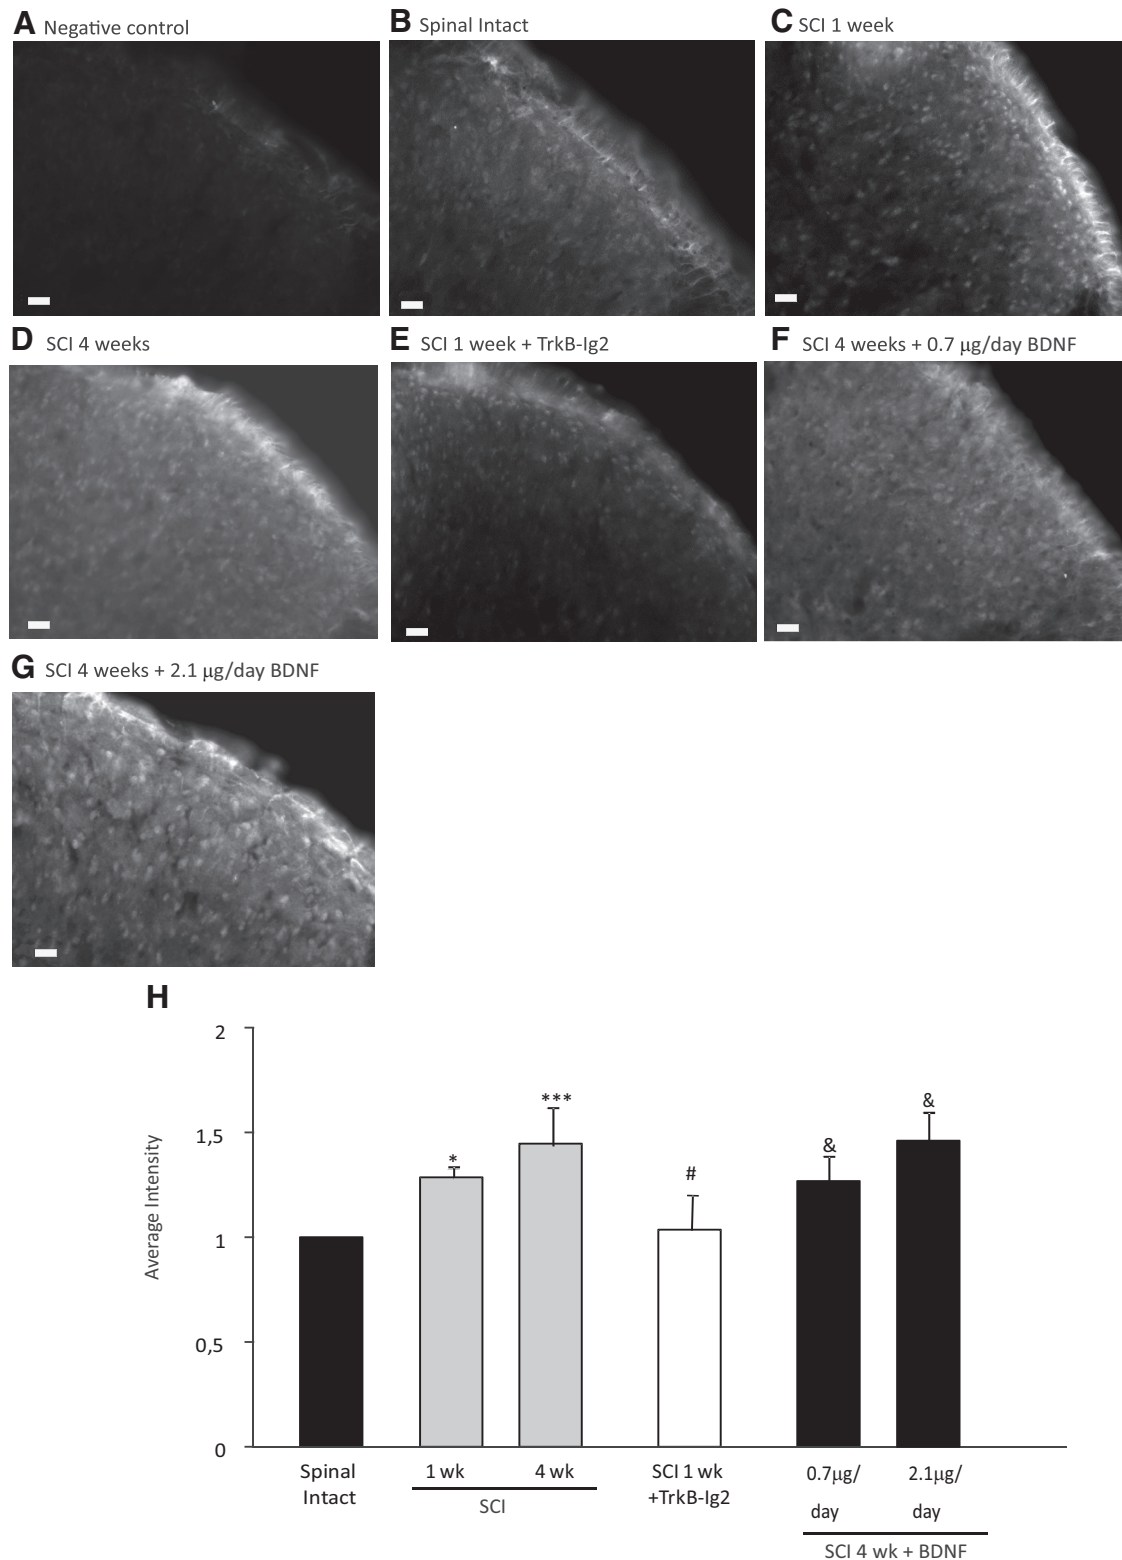 A Negative control
B Spinal Intact
C SCI 1 week
D SCI 4 weeks
E SCI 1 week + TrkB-Ig2
F SCI 4 weeks + 0.7 µg/day BDNF
G SCI 4 weeks + 2.1 µg/day BDNF
H
Average Intensity
2
1,5
1
0,5
0
*
***
#
&
&
Spinal
Intact
1 wk
4 wk
SCI
SCI 1 wk
+TrkB-Ig2
0.7µg/
day
2.1µg/
day
SCI 4 wk + BDNF